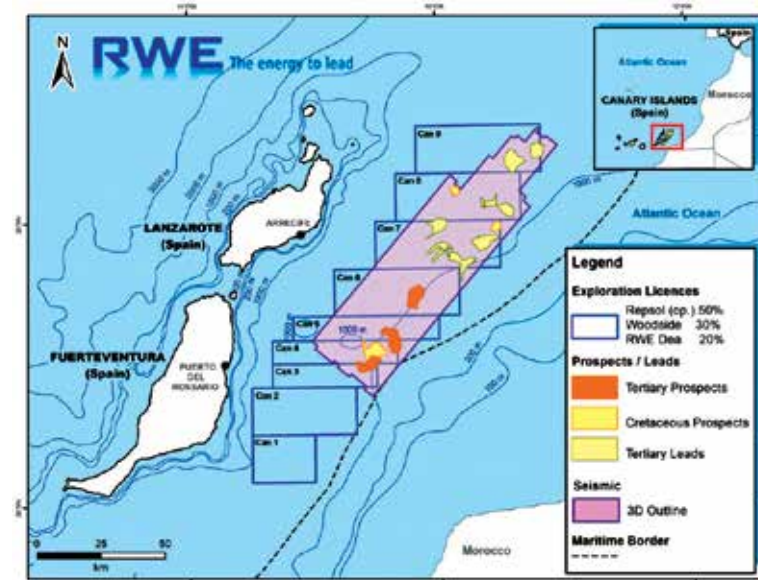 N
RWE The energy to lead
Spain
Atlantic Ocean
Morocco
CANARY ISLANDS
(Spain)
Can 9
Can 8
Can 7
Can 6
Can 5
Can 3
Can 2
Can 1
1000 m
1000 m
200 m
LANZAROTE
(Spain)
ARRECIFE
FUERTEVENTURA
(Spain)
PUERTO
DEL
ROSSARIO
Atlantic Ocean
Morocco
Legend
Exploration Licences
Repsol (op.) 50%
Woodside 30%
RWE Dea 20%
Prospects / Leads
Tertiary Prospects
Cretaceous Prospects
Tertiary Leads
Seismic
3D Outline
Maritime Border
0 25 50
km